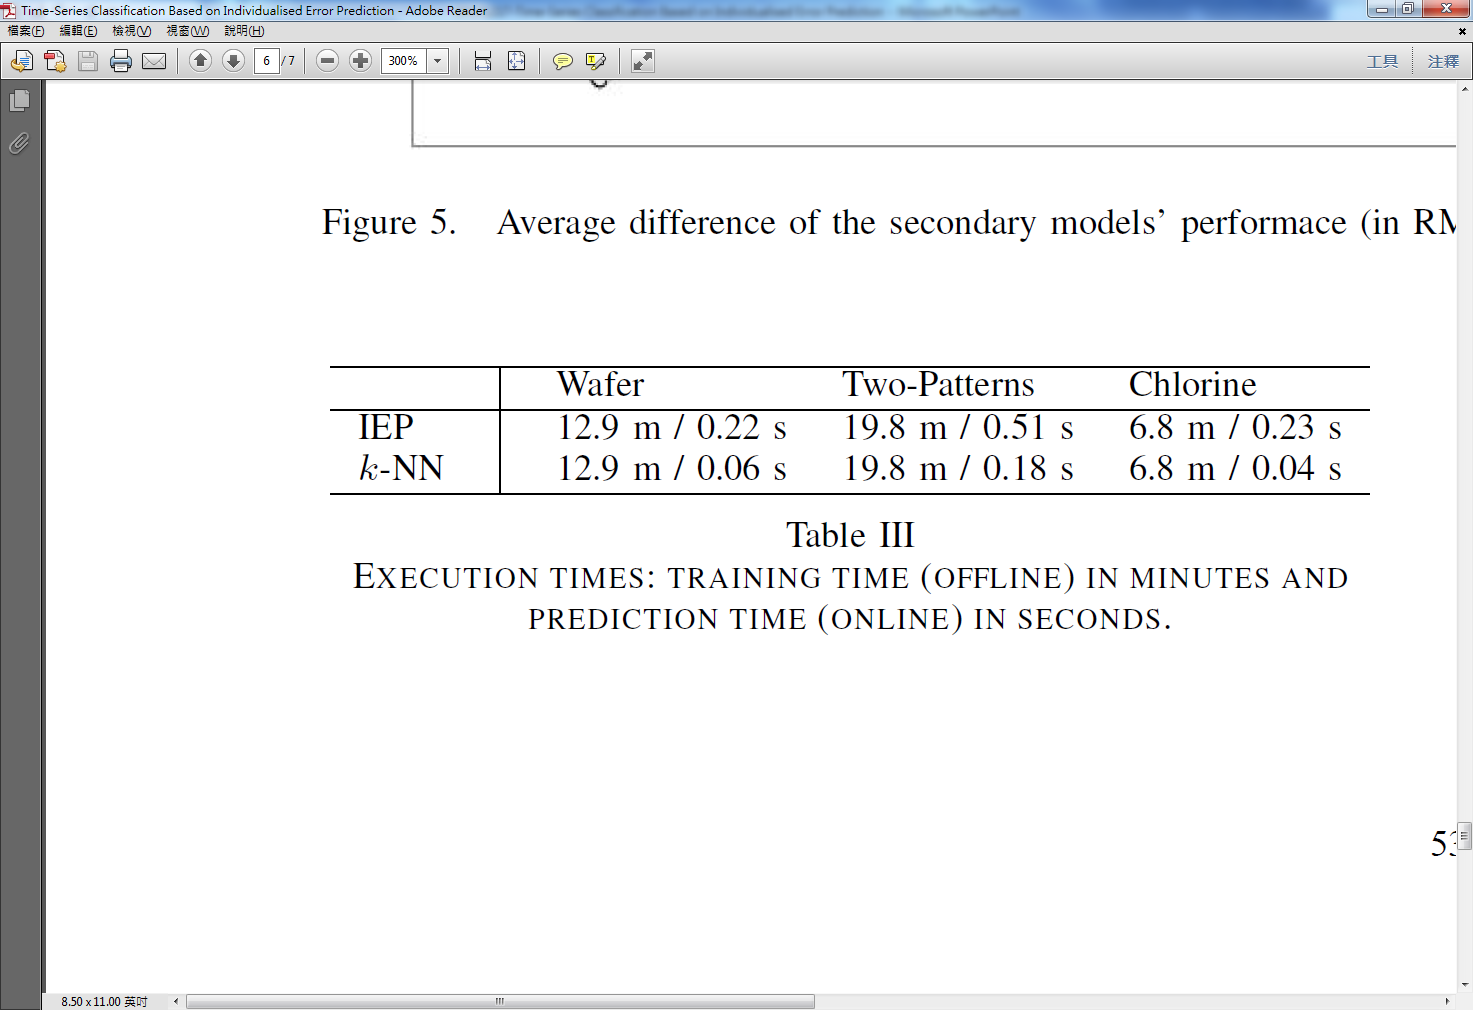 Time-Series Classification Based on Individualised Error Prediction - Adobe Reader
檔案(F) 編輯(E) 檢視(V) 視窗(W) 說明(H)
6 / 7 300% 工具 注釋
Figure 5. Average difference of the secondary models’ performace (in RM
Wafer Two-Patterns Chlorine
IEP 12.9 m / 0.22 s 19.8 m / 0.51 s 6.8 m / 0.23 s
k-NN 12.9 m / 0.06 s 19.8 m / 0.18 s 6.8 m / 0.04 s
Table III
EXECUTION TIMES: TRAINING TIME (OFFLINE) IN MINUTES AND
PREDICTION TIME (ONLINE) IN SECONDS.
53
8.50 x 11.00 英吋